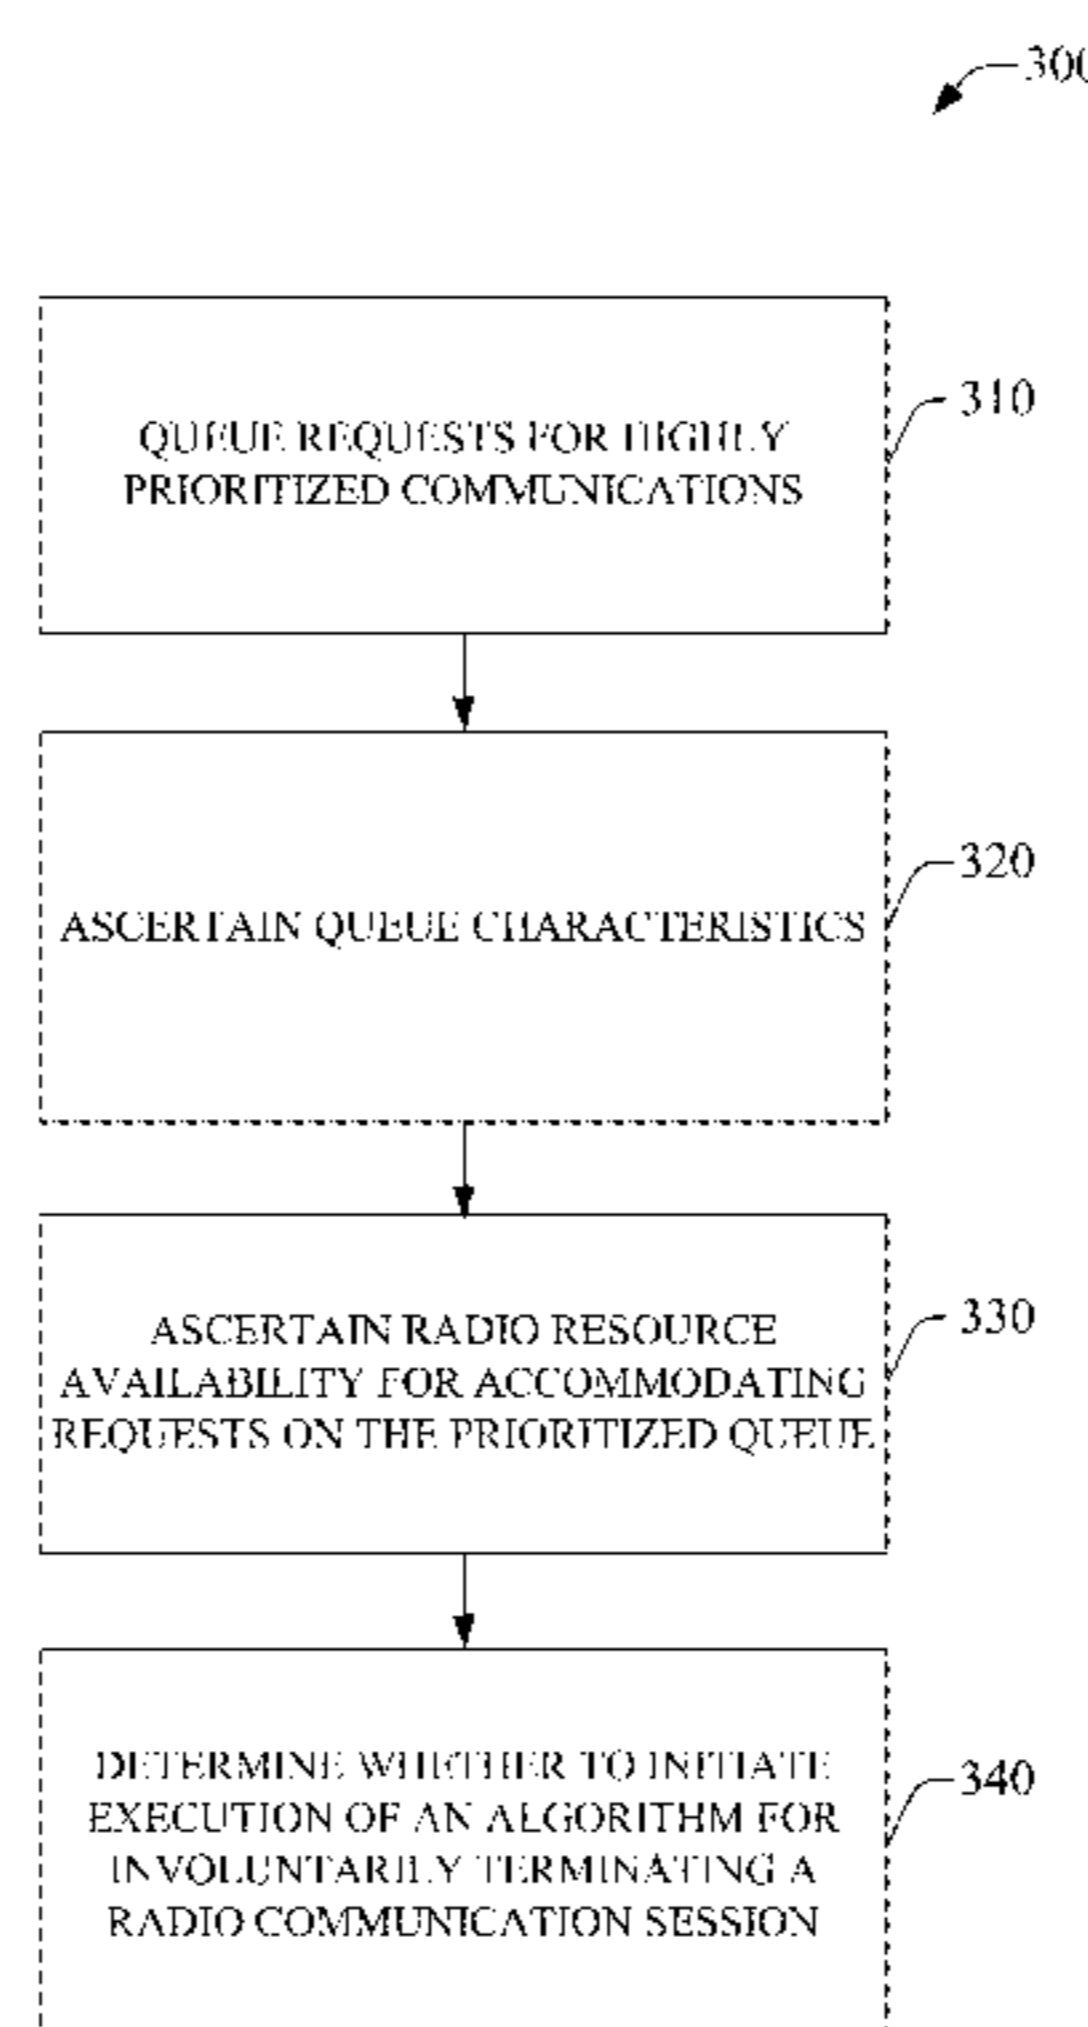 300
QUEUE REQUESTS FOR HIGHLY
PRIORITIZED COMMUNICATIONS
310
ASCERTAIN QUEUE CHARACTERISTICS
320
ASCERTAIN RADIO RESOURCE
AVAILABILITY FOR ACCOMMODATING
REQUESTS ON THE PRIORITIZED QUEUE
330
DETERMINE WHETHER TO INITIATE
EXECUTION OF AN ALGORITHM FOR
INVOLUNTARILY TERMINATING A
RADIO COMMUNICATION SESSION
340